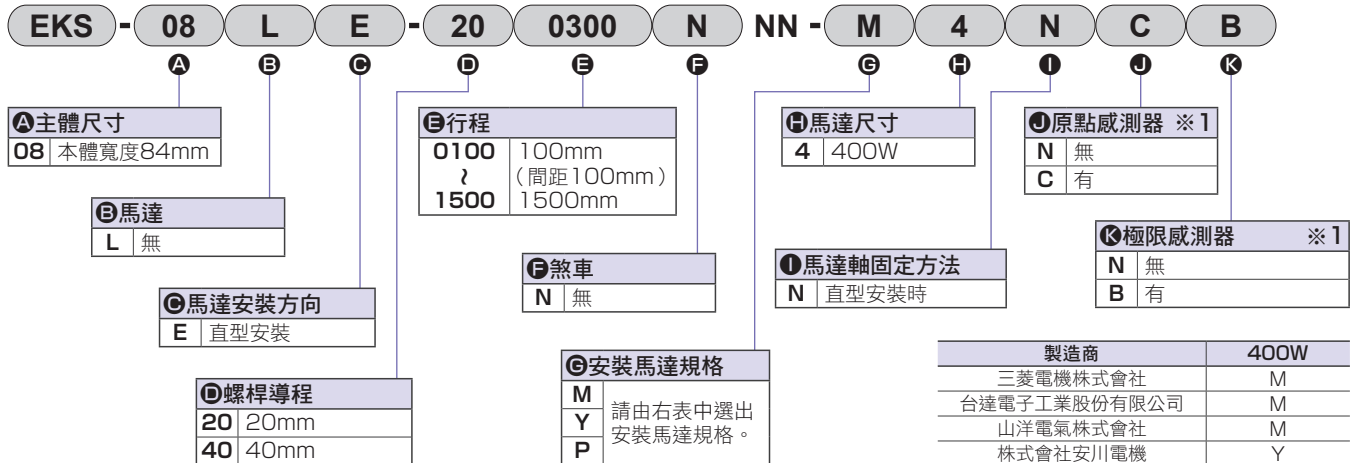 EKS - 08 L E - 20 0300 N NN - M 4 N C B
A B C D E F G H I J K
A主體尺寸
08 本體寬度84mm
E行程
0100 100mm
~ (間距100mm)
1500 1500mm
H馬達尺寸
4 400W
J原點感測器 ※1
N 無
C 有
B馬達
L 無
K極限感測器 ※1
N 無
B 有
F煞車
N 無
I馬達軸固定方法
N 直型安裝時
C馬達安裝方向
E 直型安裝
D螺桿導程
20 20mm
40 40mm
G安裝馬達規格
M
Y
P
請由右表中選出
安裝馬達規格。
製造商 400W
三菱電機株式會社 M
台達電子工業股份有限公司 M
山洋電氣株式會社 M
株式會社安川電機 Y